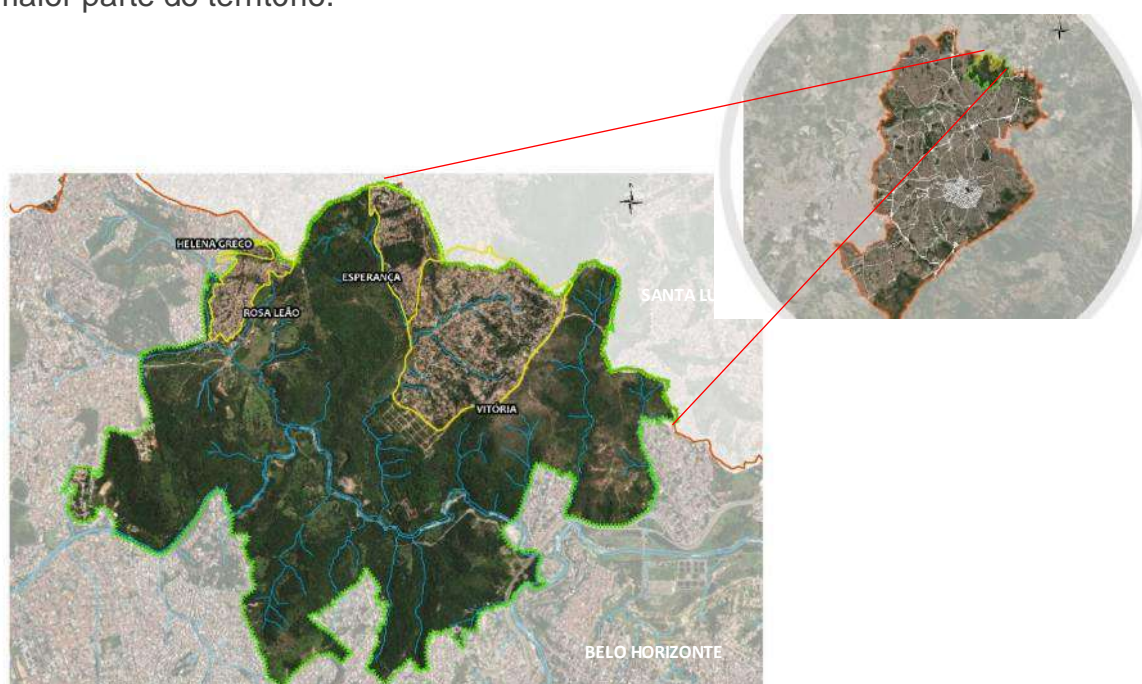 maior parte do território.
HELENA GRECO
ESPERANÇA
ROSA LEÃO
SANTA LU
VITÓRIA
BELO HORIZONTE